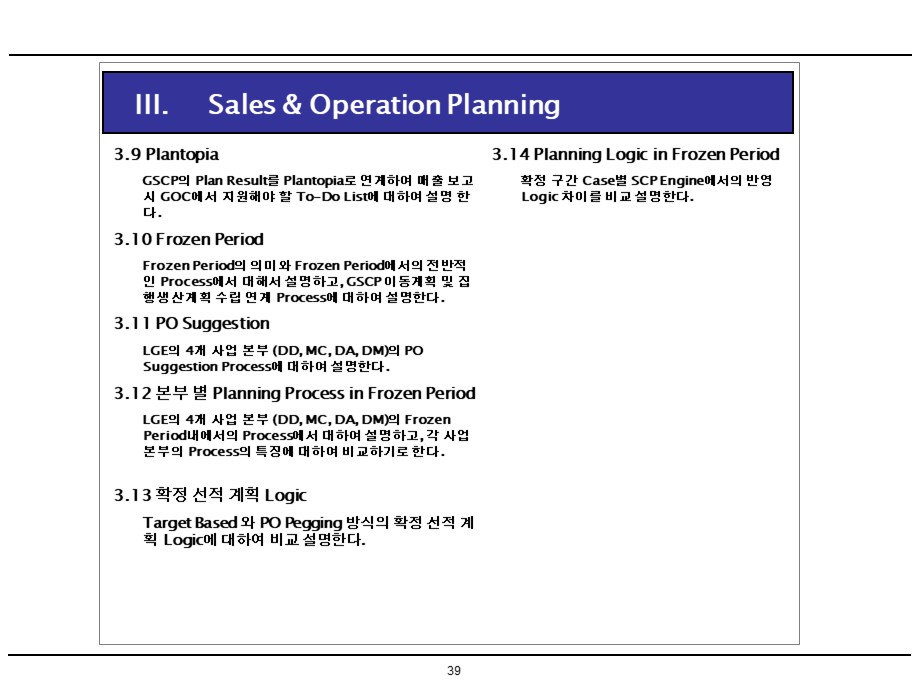 III. Sales & Operation Planning
3.9 Plantopia
GSCP의 Plan Result를 Plantopia로 연계하여 매출 보고
시 GOC에서 지원해야 할 To-Do List에 대하여 설명 한
다.
3.10 Frozen Period
Frozen Period의 의미와 Frozen Period에서의 전반적
인 Process에서 대해서 설명하고, GSCP 이동계획 및 집
행생산계획 수립 연계 Process에 대하여 설명한다.
3.11 PO Suggestion
LGE의 4개 사업 본부 (DD, MC, DA, DM)의 PO
Suggestion Process에 대하여 설명한다.
3.12 본부 별 Planning Process in Frozen Period
LGE의 4개 사업 본부 (DD, MC, DA, DM)의 Frozen
Period내에서의 Process에서 대하여 설명하고, 각 사업
본부의 Process의 특징에 대하여 비교하기로 한다.
3.13 확정 선적 계획 Logic
Target Based 와 PO Pegging 방식의 확정 선적 계
획 Logic에 대하여 비교 설명한다.
3.14 Planning Logic in Frozen Period
확정 구간 Case별 SCP Engine에서의 반영
Logic 차이를 비교 설명한다.
39